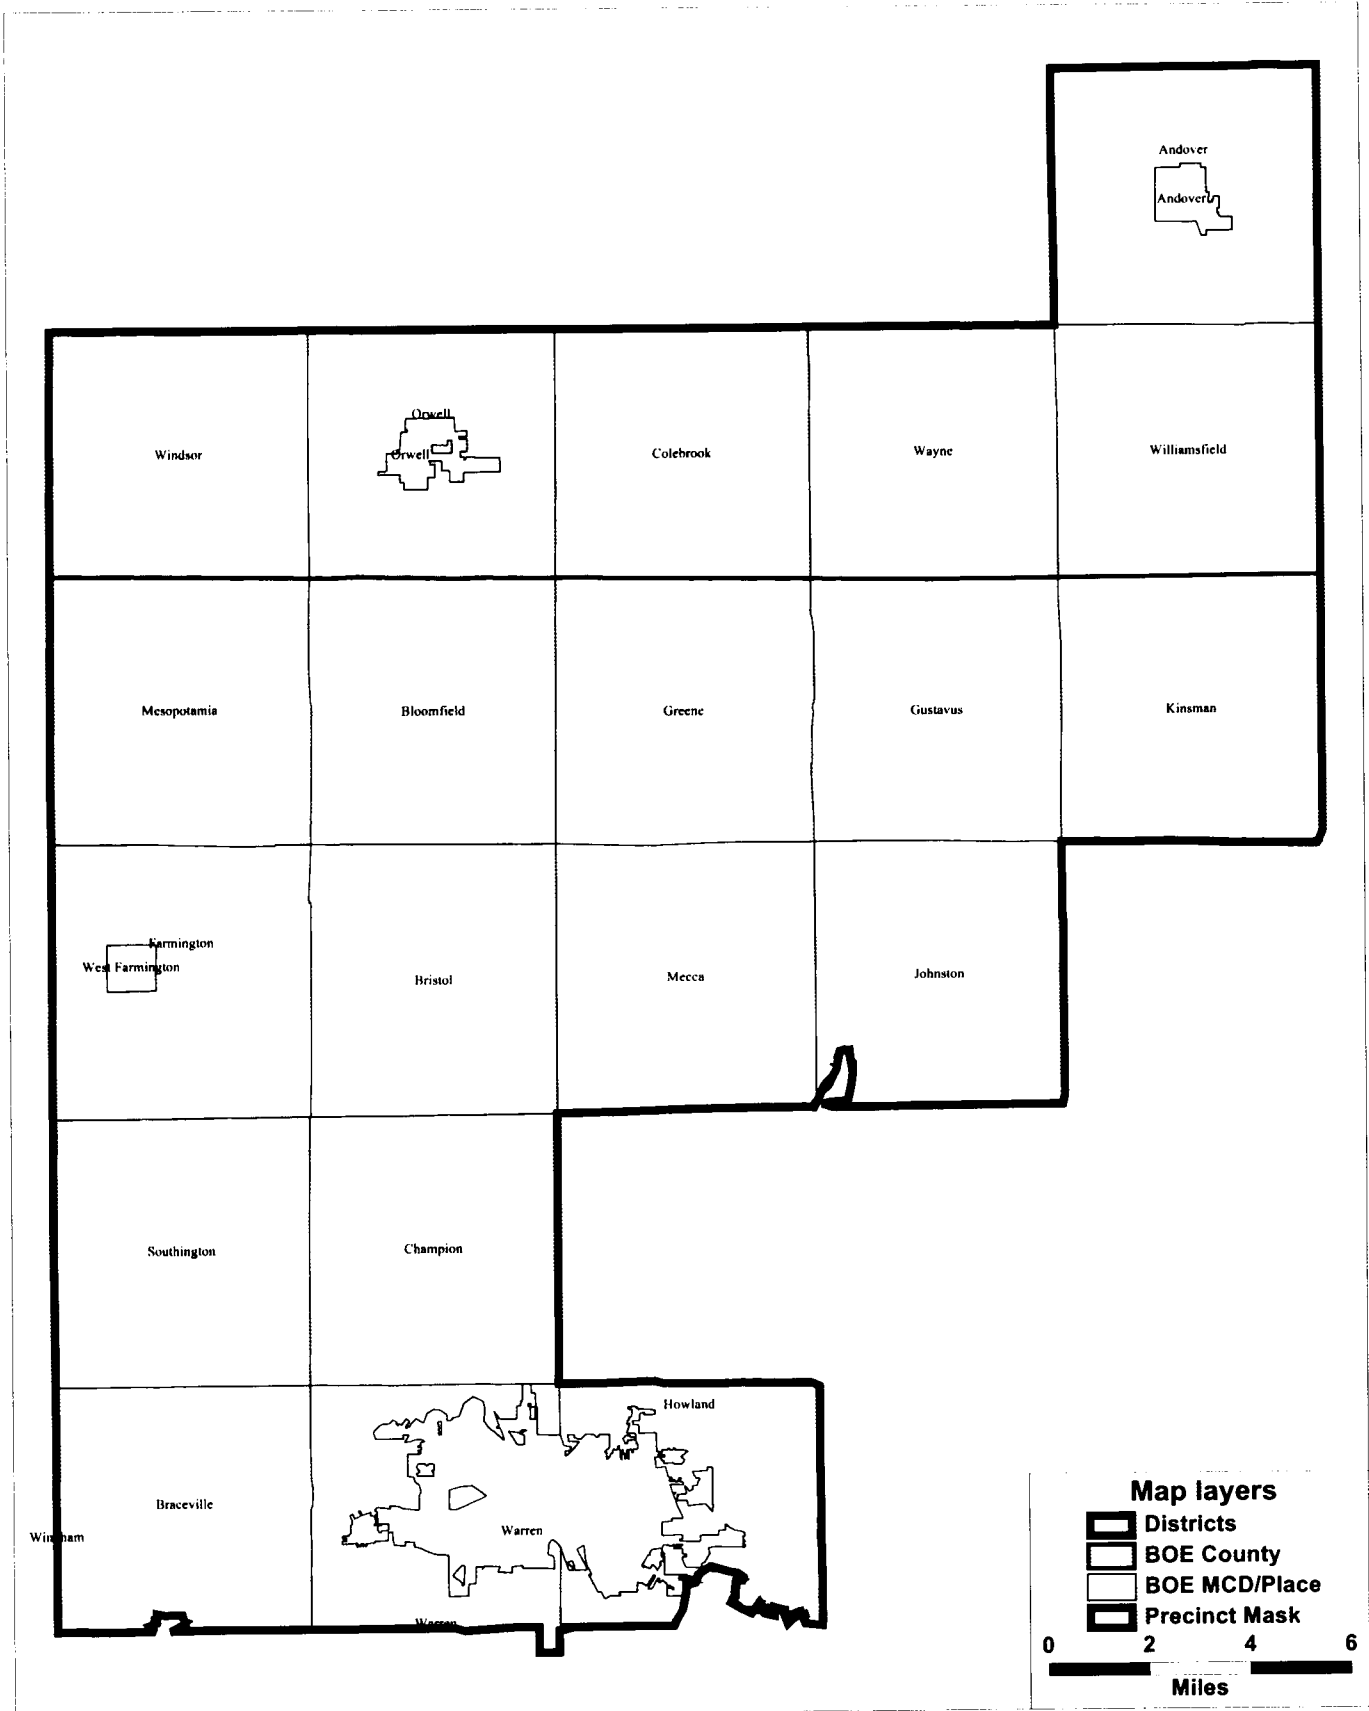 Andover
Andover
Orwell
Windsor
Orwell
Colebrook
Wayne
Williamsfield
Mesopotamia
Bloomfield
Greene
Gustavus
Kinsman
Farmington
West Farmington
Bristol
Mecca
Johnston
Southington
Champion
Howland
Braceville
Warren
Windham
Warren
Map layers
Districts
BOE County
BOE MCD/Place
Precinct Mask
0 2 4 6
Miles